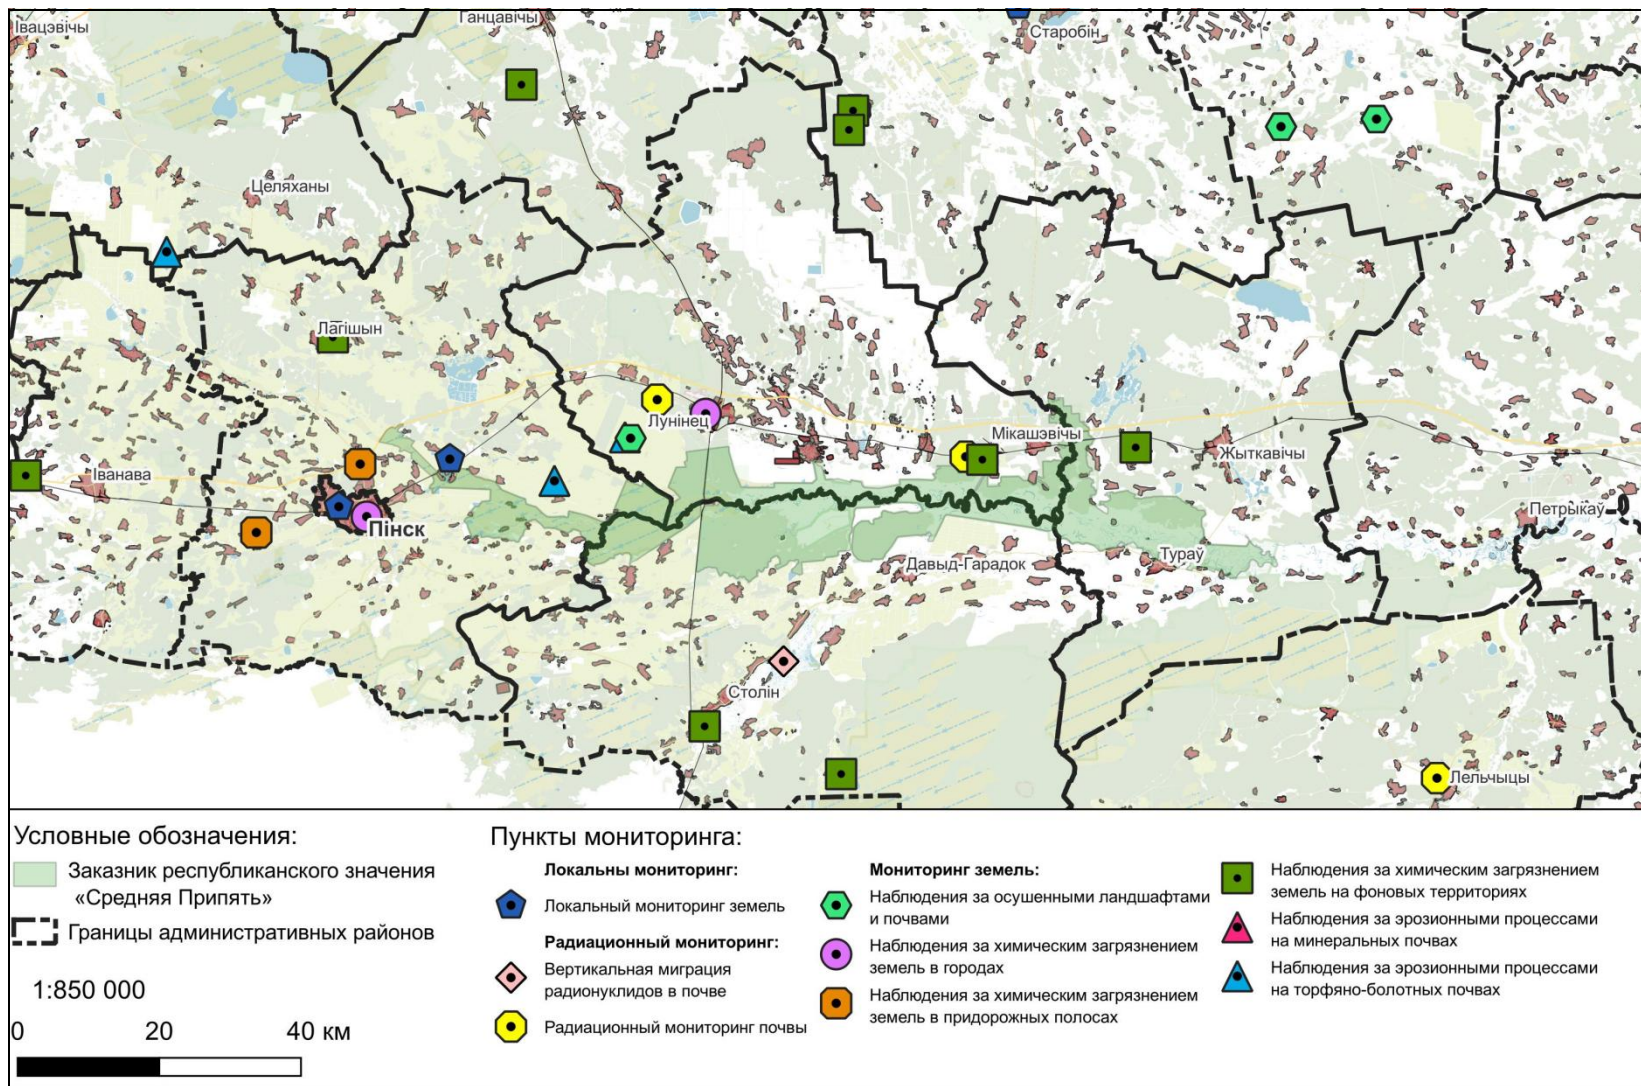 Івацэвічы
Ганцавічы
Старобін
Целяханы
Лагішын
Лунінец
Мікашэвічы
Жыткавічы
Іванава
Пінск
Петрыкаў
Давыд-Гарадок
Тураў
Столін
Лельчыцы
Условные обозначения:
Заказник республиканского значения
«Средняя Припять»
Границы административных районов
1:850 000
0 20 40 км
Пункты мониторинга:
Локальны мониторинг:
Локальный мониторинг земель
Радиационный мониторинг:
Вертикальная миграция
радионуклидов в почве
Радиационный мониторинг почвы
Мониторинг земель:
Наблюдения за осушенными ландшафтами
и почвами
Наблюдения за химическим загрязнением
земель в городах
Наблюдения за химическим загрязнением
земель в придорожных полосах
Наблюдения за химическим загрязнением
земель на фоновых территориях
Наблюдения за эрозионными процессами
на минеральных почвах
Наблюдения за эрозионными процессами
на торфяно-болотных почвах